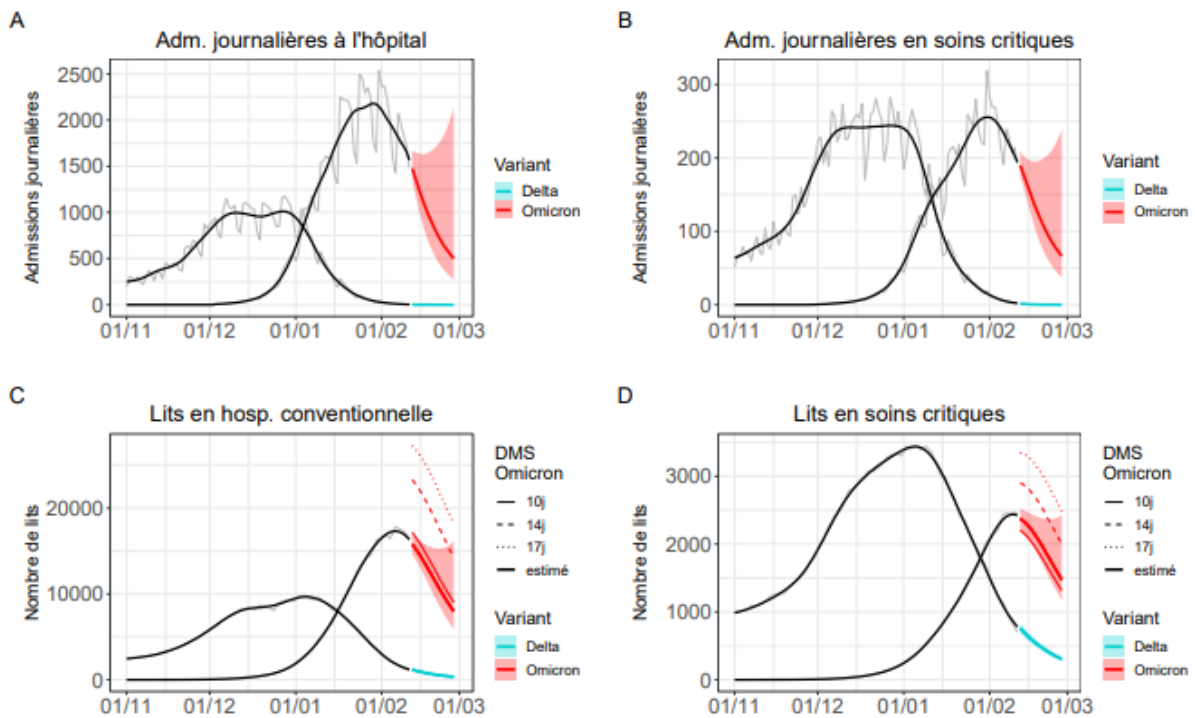 A
Adm. journalières à l'hôpital
Admissions journalières
2500
2000
1500
1000
500
0
01/11 01/12 01/01 01/02 01/03
Variant
Delta
Omicron
B
Adm. journalières en soins critiques
Admissions journalières
300
200
100
0
01/11 01/12 01/01 01/02 01/03
Variant
Delta
Omicron
C
Lits en hosp. conventionnelle
Nombre de lits
20000
10000
0
01/11 01/12 01/01 01/02 01/03
DMS
Omicron
10j
14j
17j
estimé
Variant
Delta
Omicron
D
Lits en soins critiques
Nombre de lits
3000
2000
1000
0
01/11 01/12 01/01 01/02 01/03
DMS
Omicron
10j
14j
17j
estimé
Variant
Delta
Omicron